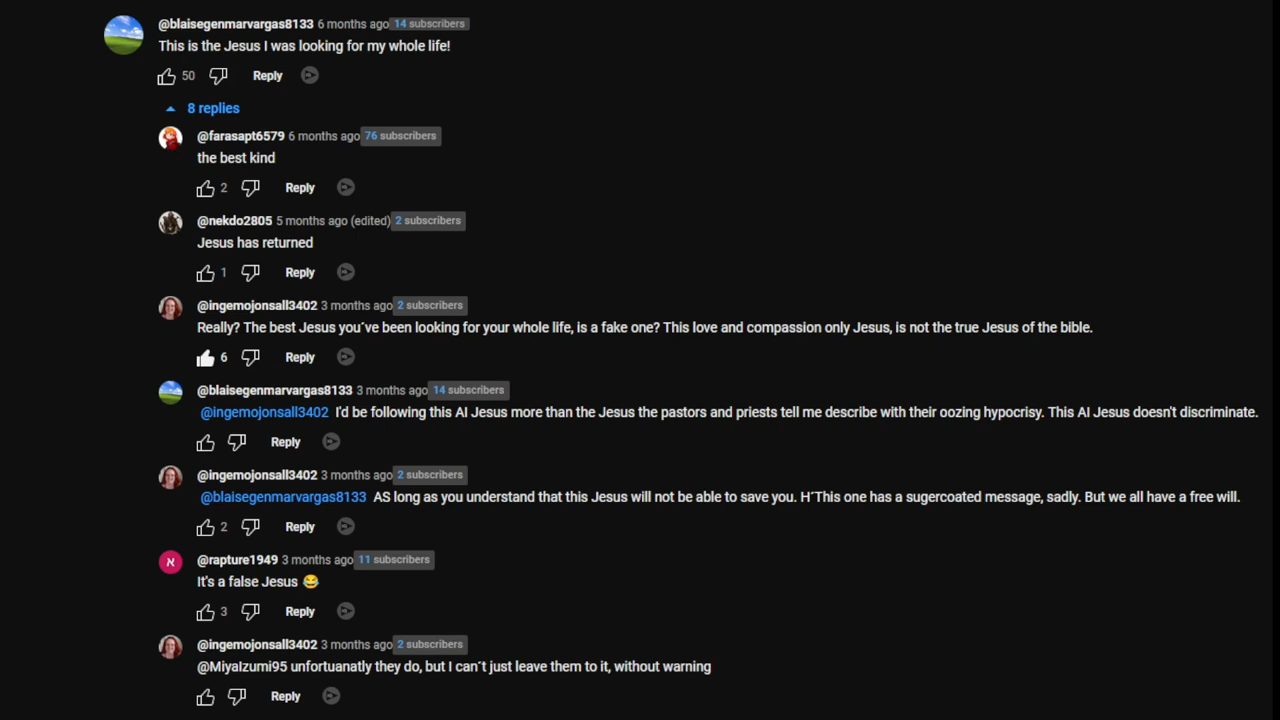 @blaisegenmarvargas8133 6 months ago 14 subscribers
This is the Jesus I was looking for my whole life!
50 Reply
8 replies
@farasapt6579 6 months ago 76 subscribers
the best kind
2 Reply
@nekdo2805 5 months ago (edited) 2 subscribers
Jesus has returned
1 Reply
@ingemojonsall3402 3 months ago 2 subscribers
Really? The best Jesus you´ve been looking for your whole life, is a fake one? This love and compassion only Jesus, is not the true Jesus of the bible.
6 Reply
@blaisegenmarvargas8133 3 months ago 14 subscribers
@ingemojonsall3402 I'd be following this AI Jesus more than the Jesus the pastors and priests tell me describe with their oozing hypocrisy. This AI Jesus doesn't discriminate.
Reply
@ingemojonsall3402 3 months ago 2 subscribers
@blaisegenmarvargas8133 AS long as you understand that this Jesus will not be able to save you. H´This one has a sugercoated message, sadly. But we all have a free will.
2 Reply
א @rapture1949 3 months ago 11 subscribers
It's a false Jesus 😂
3 Reply
@ingemojonsall3402 3 months ago 2 subscribers
@MiyaIzumi95 unfortuanatly they do, but I can´t just leave them to it, without warning
Reply